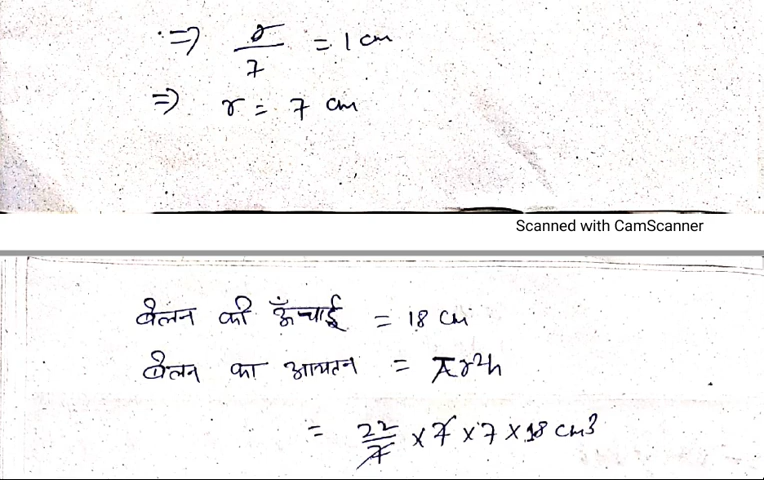 ⇒ r/7 = 1 cm
⇒ r = 7 cm
Scanned with CamScanner
बेलन की ऊँचाई = 18 cm
बेलन का आयतन = πr²h
= 22/7 × 7 × 7 × 18 cm³